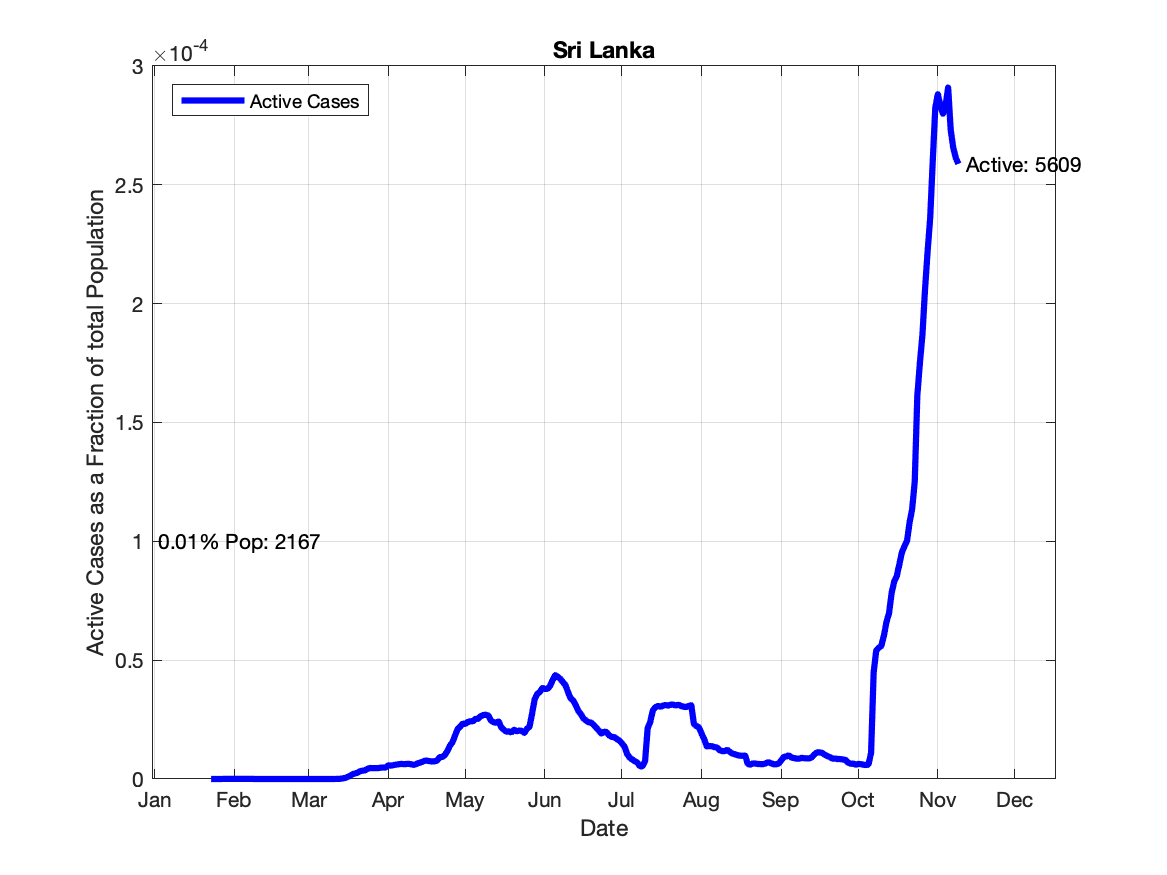 Sri Lanka
×10-4
Active Cases
3
2.5
2
1.5
1
0.5
0
Active Cases as a Fraction of total Population
Active: 5609
0.01% Pop: 2167
Jan Feb Mar Apr May Jun Jul Aug Sep Oct Nov Dec
Date